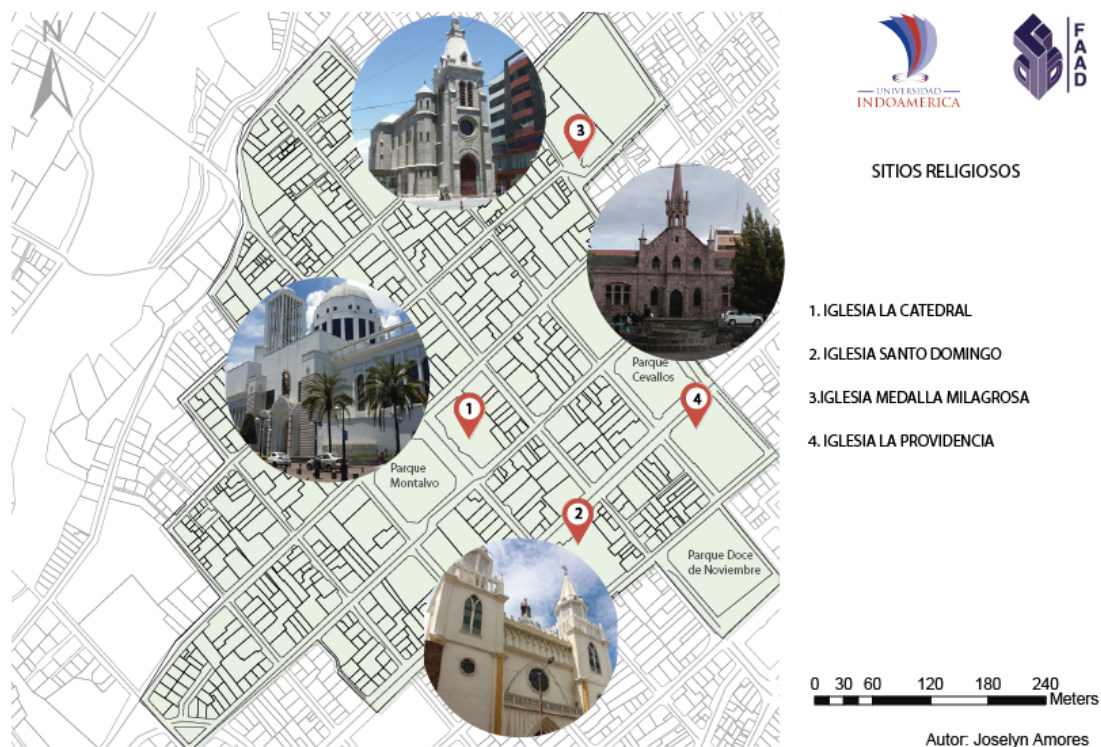 N
3
1
4
2
Parque
Cevallos
Parque
Montalvo
Parque Doce
de Noviembre
UNIVERSIDAD
INDOAMERICA
FAAD
SITIOS RELIGIOSOS
1. IGLESIA LA CATEDRAL
2. IGLESIA SANTO DOMINGO
3.IGLESIA MEDALLA MILAGROSA
4. IGLESIA LA PROVIDENCIA
0 30 60 120 180 240
Meters
Autor: Joselyn Amores